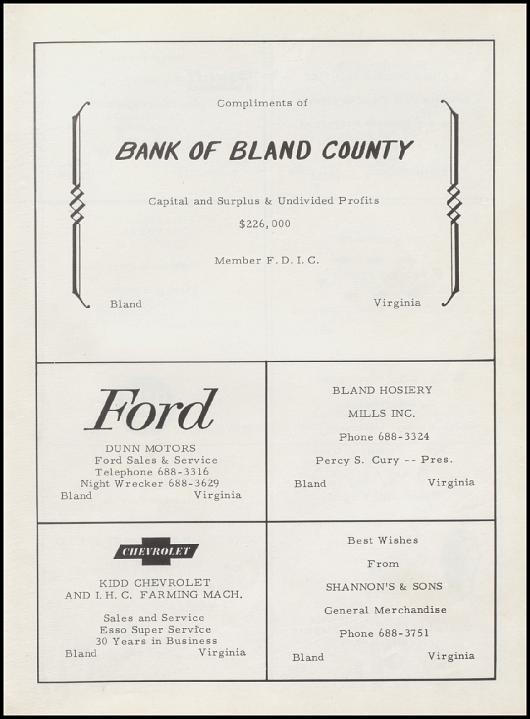 Compliments of
BANK OF BLAND COUNTY
Capital and Surplus & Undivided Profits
$226,000
Member F.D.I.C.
Bland Virginia
Ford
DUNN MOTORS
Ford Sales & Service
Telephone 688-3316
Night Wrecker 688-3629
Bland Virginia
BLAND HOSIERY
MILLS INC.
Phone 688-3324
Percy S. Cury -- Pres.
Bland Virginia
CHEVROLET
KIDD CHEVROLET
AND I.H.C. FARMING MACH.
Sales and Service
Esso Super Service
30 Years in Business
Bland Virginia
Best Wishes
From
SHANNON'S & SONS
General Merchandise
Phone 688-3751
Bland Virginia